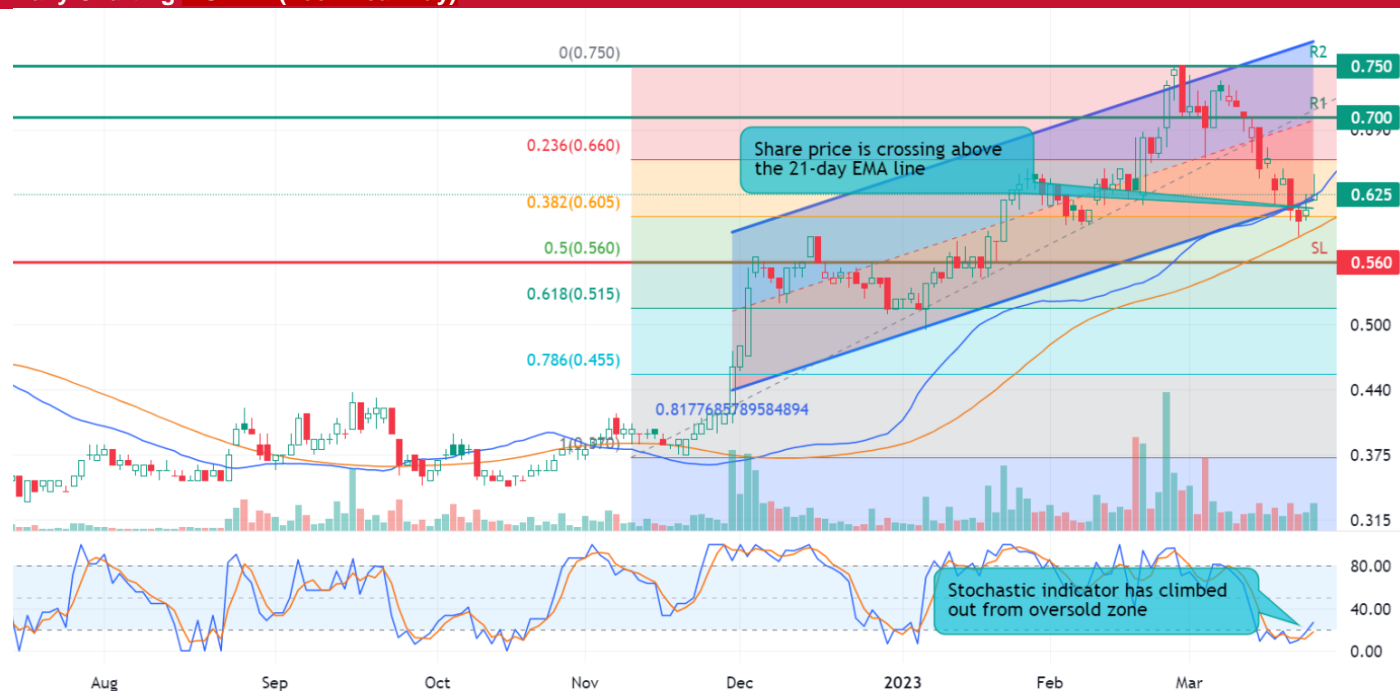 0(0.750)
R2
0.750
R1
0.700
0.690
0.236(0.660)
Share price is crossing above
the 21-day EMA line
0.625
0.382(0.605)
0.5(0.560)
SL
0.560
0.618(0.515)
0.500
0.786(0.455)
0.440
0.8177685789584894
0.375
0.315
80.00
Stochastic indicator has climbed
out from oversold zone
40.00
0.00
Aug
Sep
Oct
Nov
Dec
2023
Feb
Mar